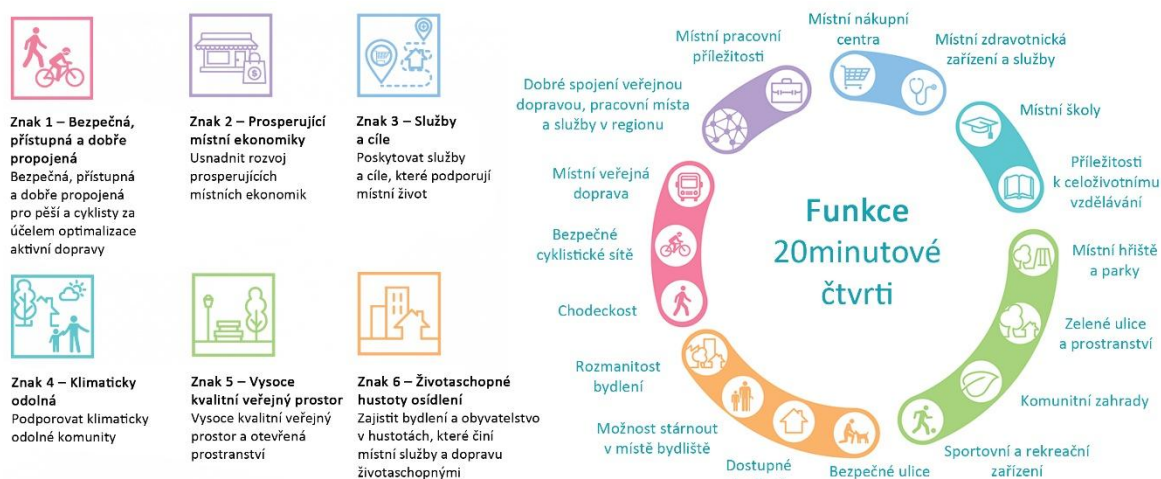 Znak 1 – Bezpečná,
přístupná a dobře
propojená
Bezpečná, přístupná
a dobře propojená
pro pěší a cyklisty za
účelem optimalizace
aktivní dopravy
Znak 2 – Prosperující
místní ekonomiky
Usnadnit rozvoj
prosperujících
místních ekonomik
Znak 3 – Služby
a cíle
Poskytovat služby
a cíle, které podporují
místní život
Znak 4 – Klimaticky
odolná
Podporovat klimaticky
odolné komunity
Znak 5 – Vysoce
kvalitní veřejný prostor
Vysoce kvalitní veřejný
prostor a otevřená
prostranství
Znak 6 – Životaschopné
hustoty osídlení
Zajistit bydlení a obyvatelstvo
v hustotách, které činí
místní služby a dopravu
životaschopnými
Funkce
20minutové
čtvrti
Místní nákupní
centra
Místní zdravotnická
zařízení a služby
Místní školy
Příležitosti
k celoživotnímu
vzdělávání
Místní hřiště
a parky
Zelené ulice
a prostranství
Komunitní zahrady
Sportovní a rekreační
zařízení
Bezpečné ulice
Dostupné
Možnost stárnout
v místě bydliště
Rozmanitost
bydlení
Chodeckost
Bezpečné
cyklistické sítě
Místní veřejná
doprava
Dobré spojení veřejnou
dopravou, pracovní místa
a služby v regionu
Místní pracovní
příležitosti